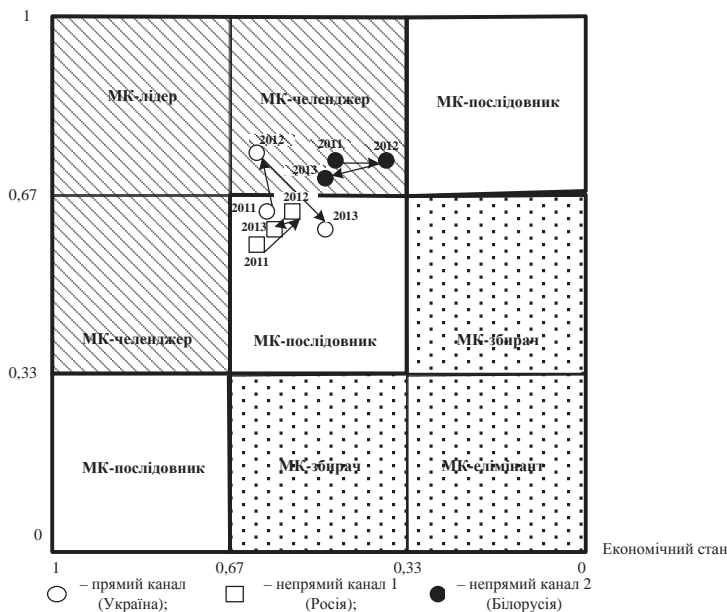 1
МК-лідер
МК-челенджер
МК-послідовник
2012
2011
2012
2013
0,67
2011
2012
2013
2013
2011
МК-челенджер
МК-послідовник
МК-збирач
0,33
МК-послідовник
МК-збирач
МК-елімінант
0
Економічний стан
1
0,67
0,33
0
– прямий канал
(Україна);
– непрямий канал 1
(Росія);
– непрямий канал 2
(Білорусія)